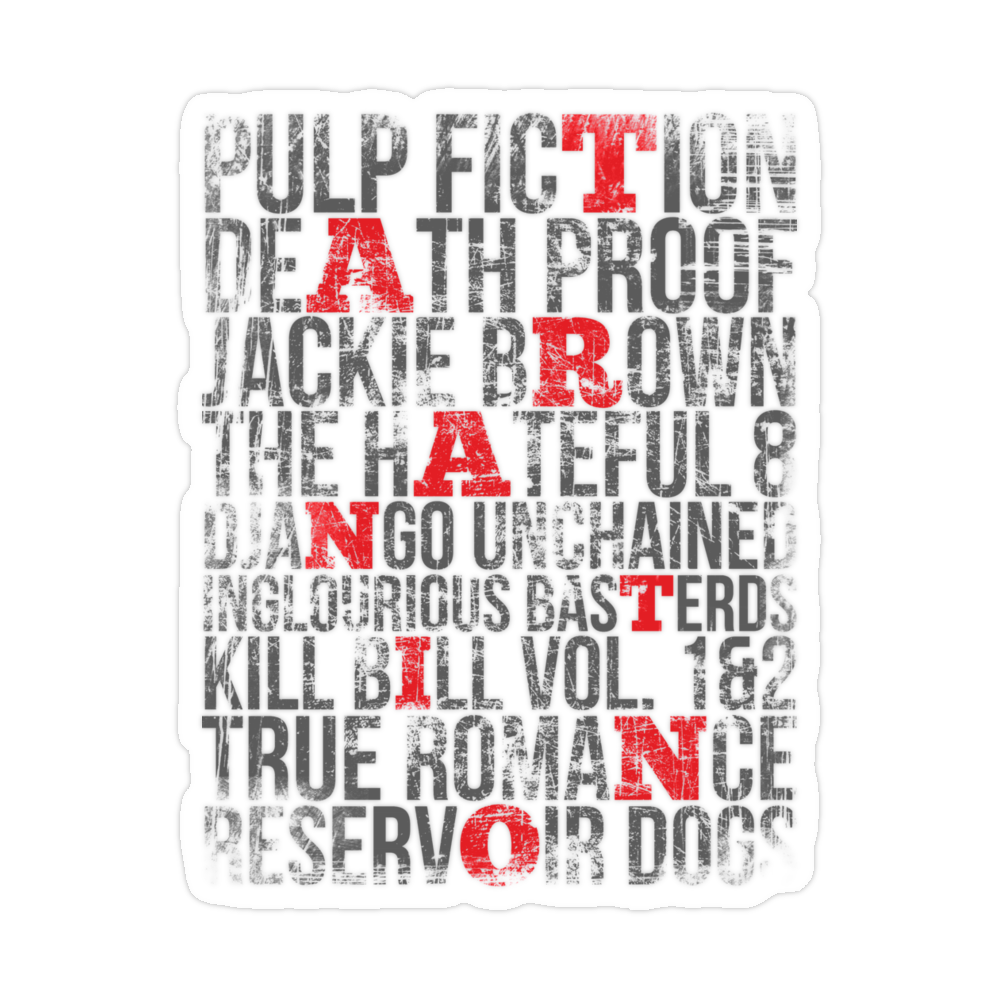 PULP FICTION
DEATH PROOF
JACKIE BROWN
THE HATEFUL 8
DJANGO UNCHAINED
INGLOURIOUS BASTERDS
KILL BILL VOL. 1&2
TRUE ROMANCE
RESERVOIR DOGS